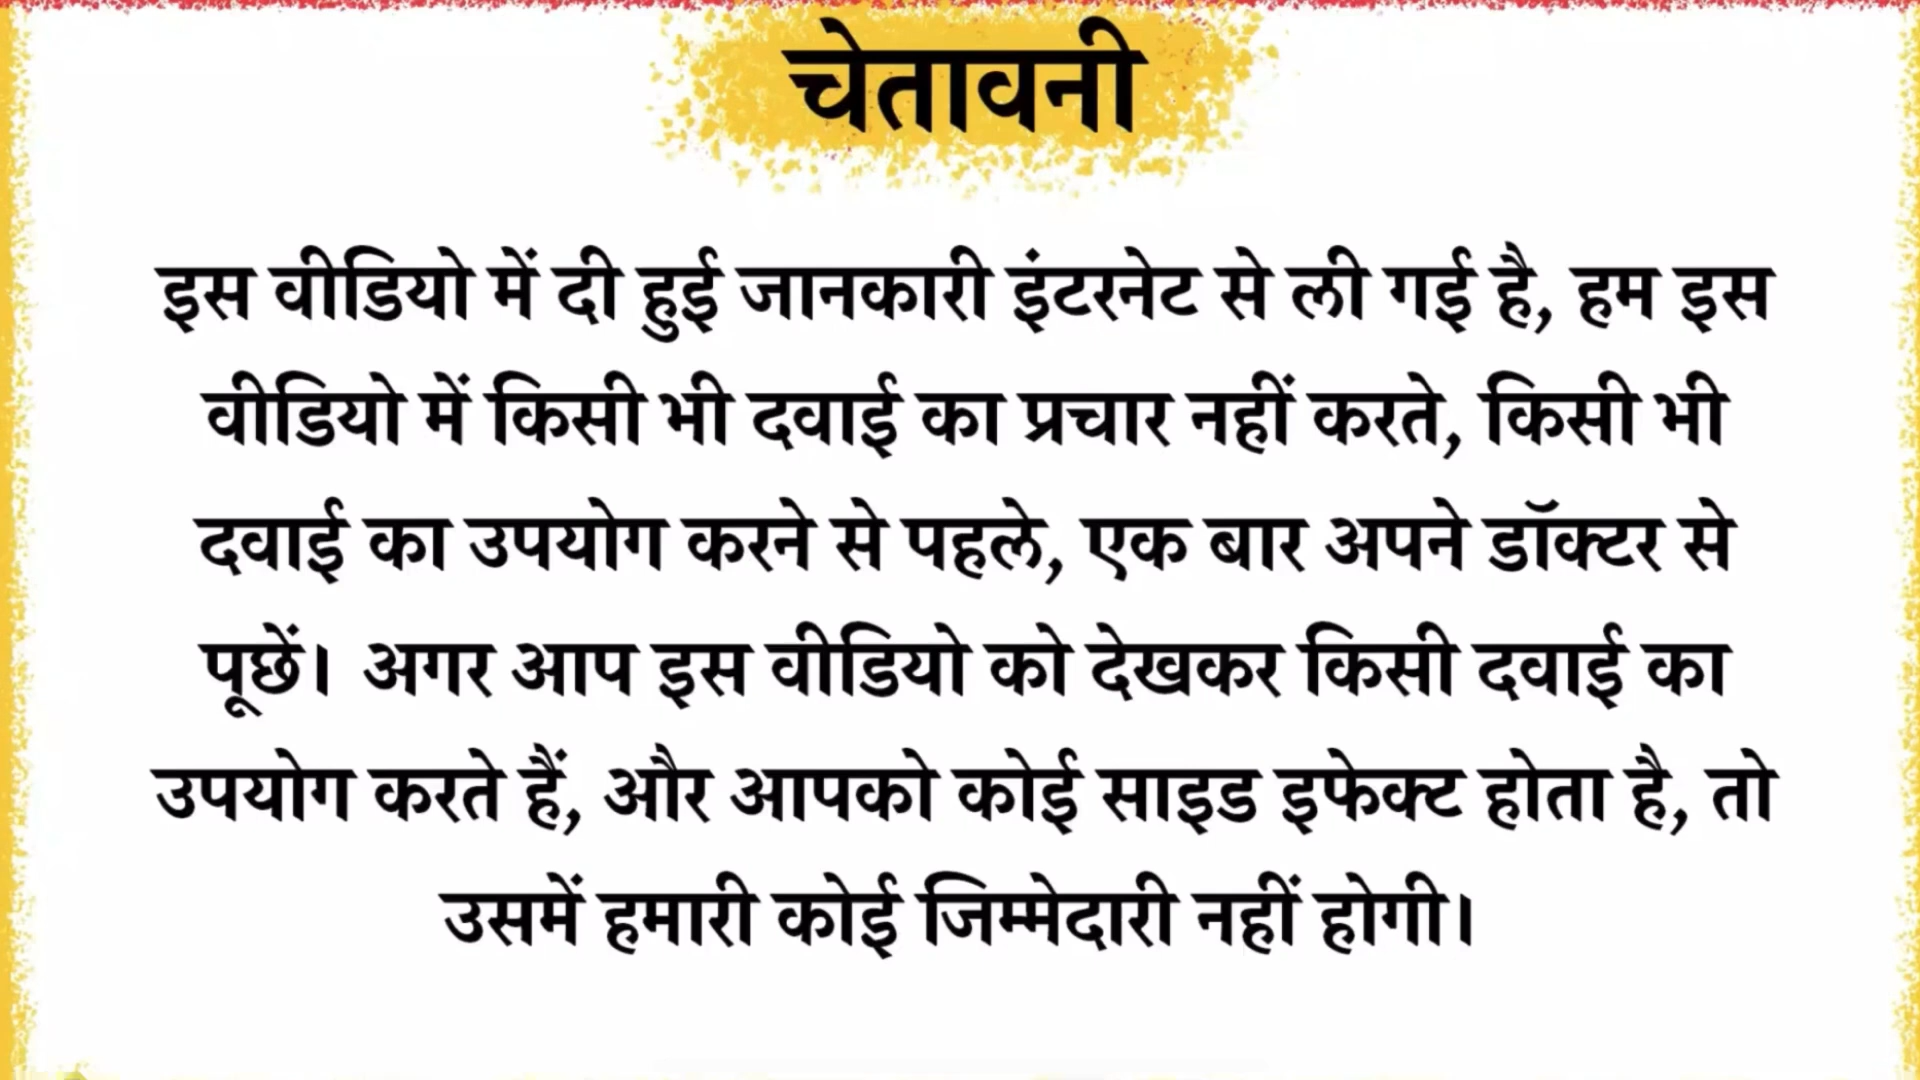 चेतावनी
इस वीडियो में दी हुई जानकारी इंटरनेट से ली गई है, हम इस
वीडियो में किसी भी दवाई का प्रचार नहीं करते, किसी भी
दवाई का उपयोग करने से पहले, एक बार अपने डॉक्टर से
पूछें। अगर आप इस वीडियो को देखकर किसी दवाई का
उपयोग करते हैं, और आपको कोई साइड इफेक्ट होता है, तो
उसमें हमारी कोई जिम्मेदारी नहीं होगी।